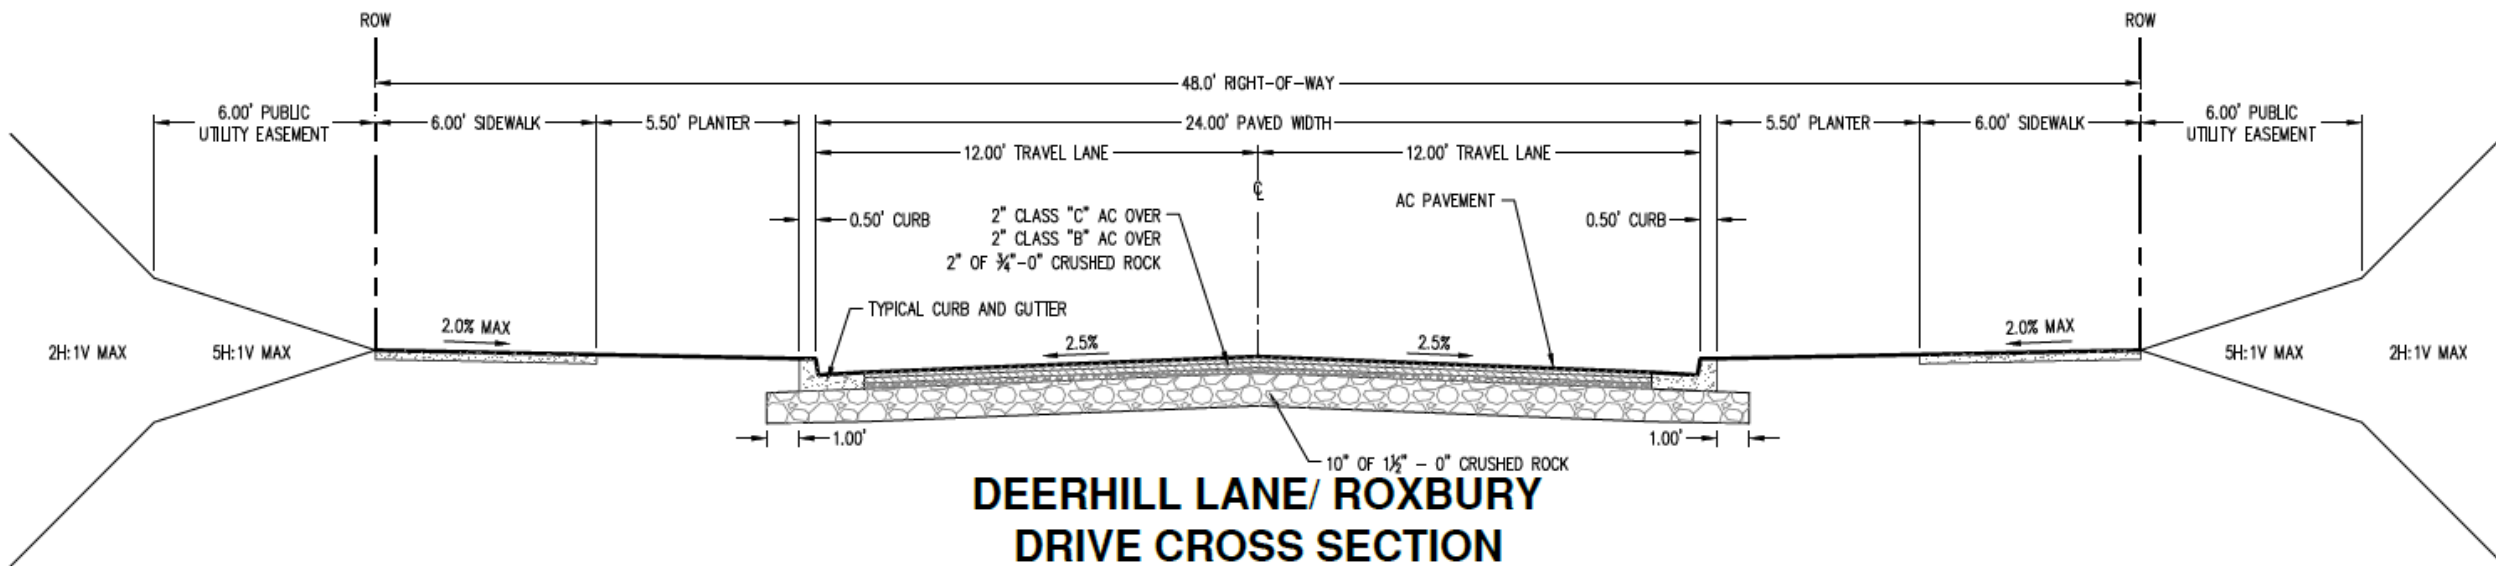 ROW
ROW
48.0' RIGHT-OF-WAY
6.00' PUBLIC
UTILITY EASEMENT
6.00' SIDEWALK
5.50' PLANTER
24.00' PAVED WIDTH
5.50' PLANTER
6.00' SIDEWALK
6.00' PUBLIC
UTILITY EASEMENT
12.00' TRAVEL LANE
12.00' TRAVEL LANE
℄
0.50' CURB
2" CLASS "C" AC OVER
2" CLASS "B" AC OVER
2" OF ¾"-0" CRUSHED ROCK
AC PAVEMENT
0.50' CURB
TYPICAL CURB AND GUTTER
2H:1V MAX
5H:1V MAX
2.0% MAX
2.5%
2.5%
2.0% MAX
5H:1V MAX
2H:1V MAX
1.00'
1.00'
10" OF 1½" - 0" CRUSHED ROCK
DEERHILL LANE/ ROXBURY
DRIVE CROSS SECTION